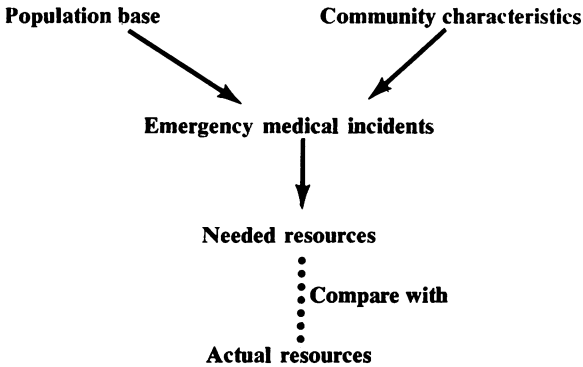 Population base
Community characteristics
Emergency medical incidents
Needed resources
Compare with
Actual resources